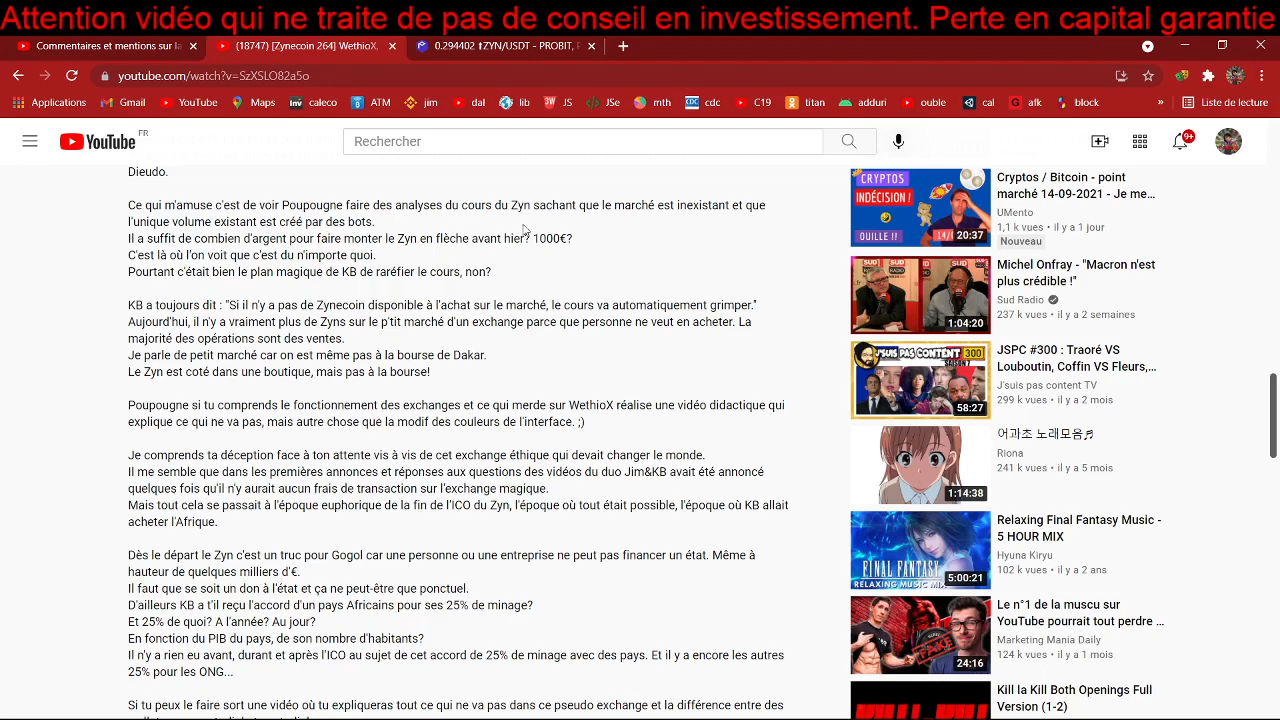 Attention vidéo qui ne traite de pas de conseil en investissement. Perte en capital garantie
Commentaires et mentions sur la
(18747) [Zynecoin 264] WethioX,
0.294402 ⬆ZYN/USDT - PROBIT,
youtube.com/watch?v=SzXSLO82a5o
Applications
Gmail
YouTube
Maps
inv caleco
ATM
jim
dal
lib
JS
JSe
mth
CDC cdc
C19
titan
adduri
ouble
cal
G afk
block
»
Liste de lecture
YouTube FR
Rechercher
9+
Dieudo.
Ce qui me tue c'est de voir Poupougne faire des analyses du cours du Zyn sachant que le marché est inexistant et que
l'unique volume existant est créé par des bots.
Il a suffit de combien d'argent pour faire monter le Zyn en flèche avant hier? 1000€?
C'est là où l'on voit que c'est du n'importe quoi.
Pourtant c'était bien le plan magique de KB de raréfier le cours, non?
KB a toujours dit : "Si il n'y a pas de Zynecoin disponible à l'achat sur le marché, le cours va automatiquement grimper."
Aujourd'hui, il n'y a vraiment plus de Zyns sur le p'tit marché d'un exchange parce que personne ne veut en acheter. La
majorité des opérations sont des ventes.
Je parle de petit marché car on est même pas à la bourse de Dakar.
Le Zyn est coté dans un cirque, mais pas à la bourse!
Poupougne si tu comprends le fonctionnement des exchanges et ce qui merde sur WethioX réalise une vidéo didactique qui
explique ce qui ne va pas, mais autre chose que la modif des couleurs de l'interface. ;)
Je comprends ta déception face à ton attente vis à vis de cet exchange éthique qui devait changer le monde.
Il me semble que dans les premières annonces et réponses aux questions des vidéos du duo Jim&KB avait été annoncé
quelques fois qu'il n'y aurait aucun frais de transaction sur l'exchange magique.
Mais tout cela se passait à l'époque euphorique de la fin de l'ICO du Zyn, l'époque où tout était possible, l'époque où KB allait
acheter l'Afrique.
Dès le départ le Zyn c'est un truc pour Gogol car une personne ou une entreprise ne peut pas financer un état. Même à
hauteur de quelques milliers d'€.
Il faut que ce soit un don à l'état et ça ne peut être que ponctuel,
D'ailleurs KB a t'il reçu l'accord d'un pays Africains pour ses 25% de minage?
Et 25% de quoi? A l'année? Au jour?
En fonction du PIB du pays, de son nombre d'habitants?
Il n'y a rien eu avant, durant et après l'ICO au sujet de cet accord de 25% de minage avec des pays. Et il y a encore les autres
25% pour les ONG...
Si tu peux le faire sort une vidéo où tu expliqueras tout ce qui ne va pas dans ce pseudo exchange et la différence entre des
CRYPTOS
INDÉCISION !
OUILLE !!
14/
20:37
Cryptos / Bitcoin - point
marché 14-09-2021 - Je me...
UMento
1,1 k vues • il y a 1 jour
Nouveau
SUD RADIO
SUD
1:04:20
Michel Onfray - "Macron n'est
plus crédible !"
Sud Radio
237 k vues • il y a 2 semaines
J'SUIS PAS CONTENT 300
SAISON 7
58:27
JSPC #300 : Traoré VS
Louboutin, Coffin VS Fleurs,...
J'suis pas content TV
299 k vues • il y a 2 mois
1:14:38
어과초 노래모음♬
Riona
241 k vues • il y a 5 mois
FINAL FANTASY
RELAXING MUSIC MIX
5:00:21
Relaxing Final Fantasy Music -
5 HOUR MIX
Hyuna Kiryu
102 k vues • il y a 2 ans
FAKE
24:16
Le n°1 de la muscu sur
YouTube pourrait tout perdre ...
Marketing Mania Daily
124 k vues • il y a 1 mois
Kill la Kill Both Openings Full
Version (1-2)